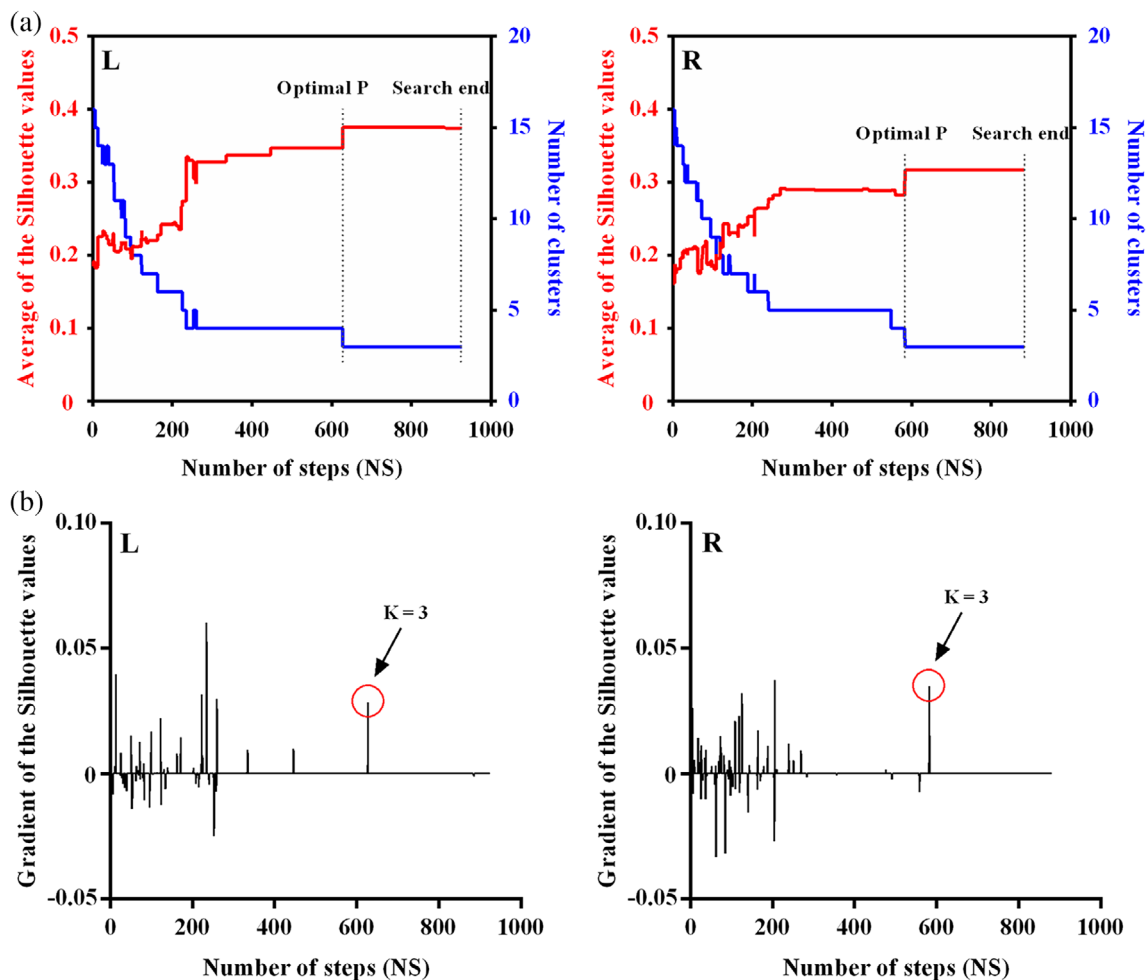 (a)
L
Optimal P
Search end
0.5
0.4
0.3
0.2
0.1
0
20
15
10
5
0
Average of the Silhouette values
Number of clusters
0
200
400
600
800
1000
Number of steps (NS)
R
Optimal P
Search end
0.5
0.4
0.3
0.2
0.1
0
20
15
10
5
0
Average of the Silhouette values
Number of clusters
0
200
400
600
800
1000
Number of steps (NS)
(b)
L
K = 3
0.10
0.05
0
-0.05
Gradient of the Silhouette values
0
200
400
600
800
1000
Number of steps (NS)
R
K = 3
0.10
0.05
0
-0.05
Gradient of the Silhouette values
0
200
400
600
800
1000
Number of steps (NS)